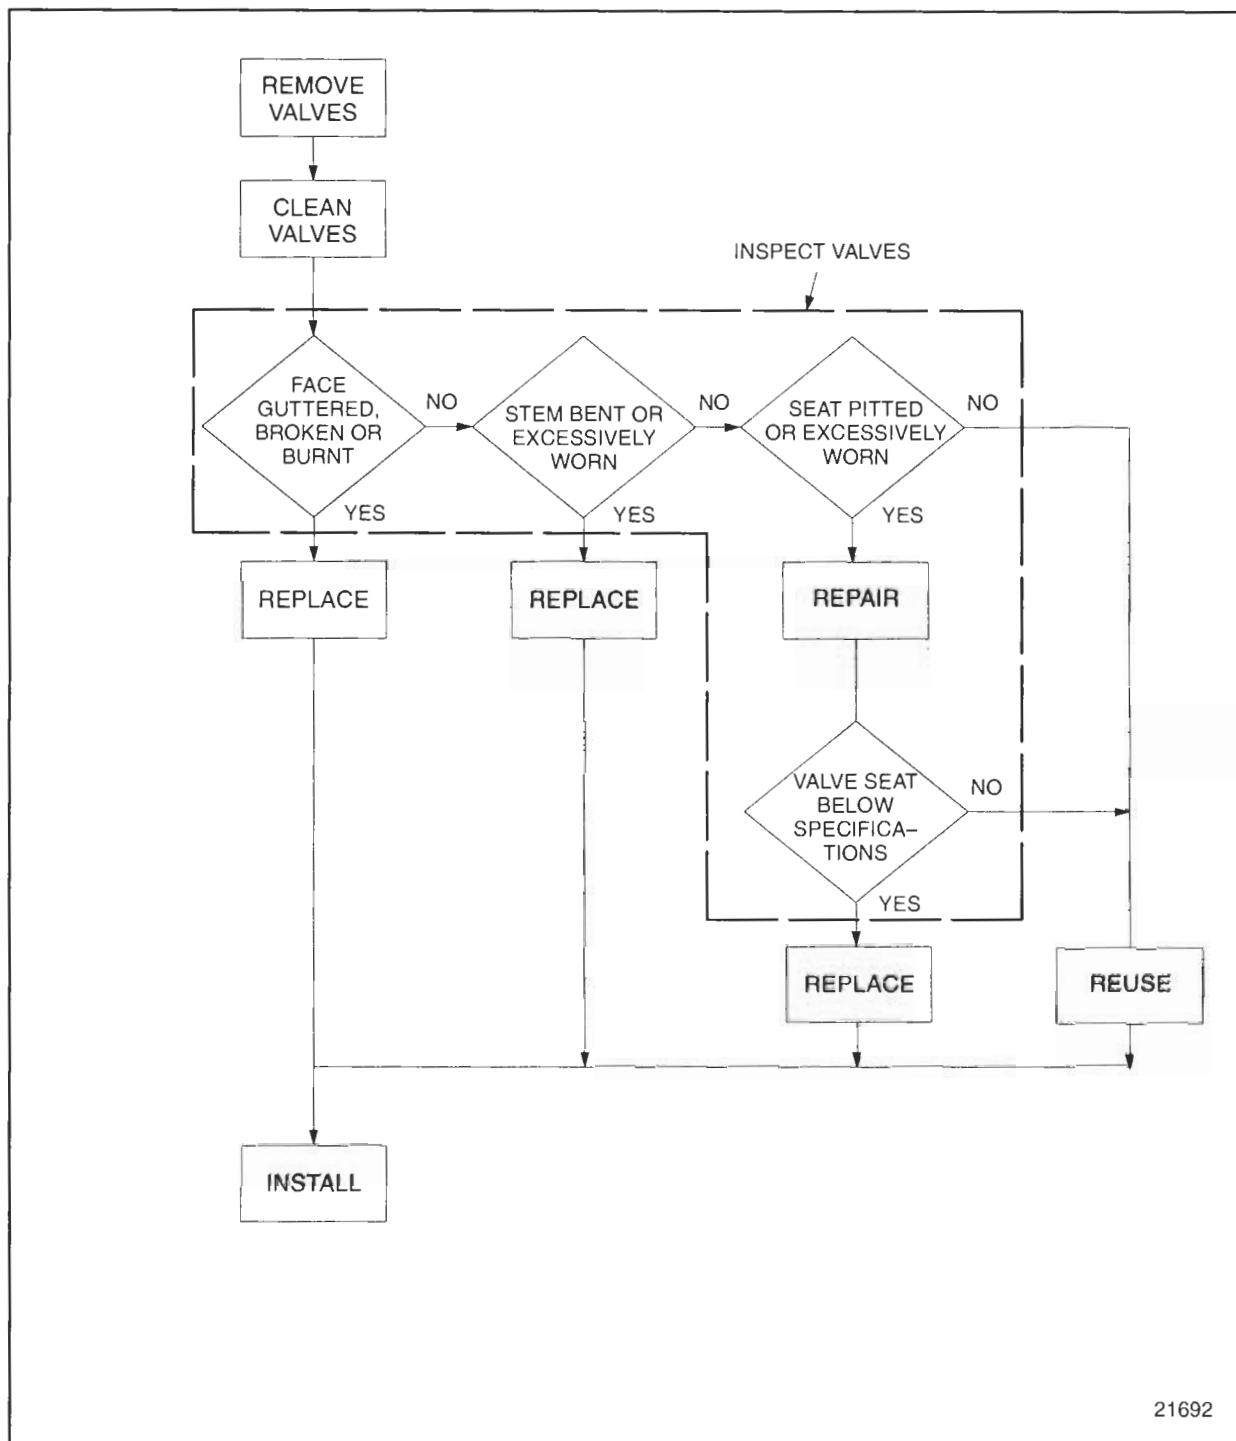 REMOVE
VALVES
CLEAN
VALVES
INSPECT VALVES
FACE
GUTTERED,
BROKEN OR
BURNT
NO
STEM BENT OR
EXCESSIVELY
WORN
NO
SEAT PITTED
OR EXCESSIVELY
WORN
NO
YES
YES
YES
REPLACE
REPLACE
REPAIR
VALVE SEAT
BELOW
SPECIFICA–
TIONS
NO
YES
REPLACE
REUSE
INSTALL
21692